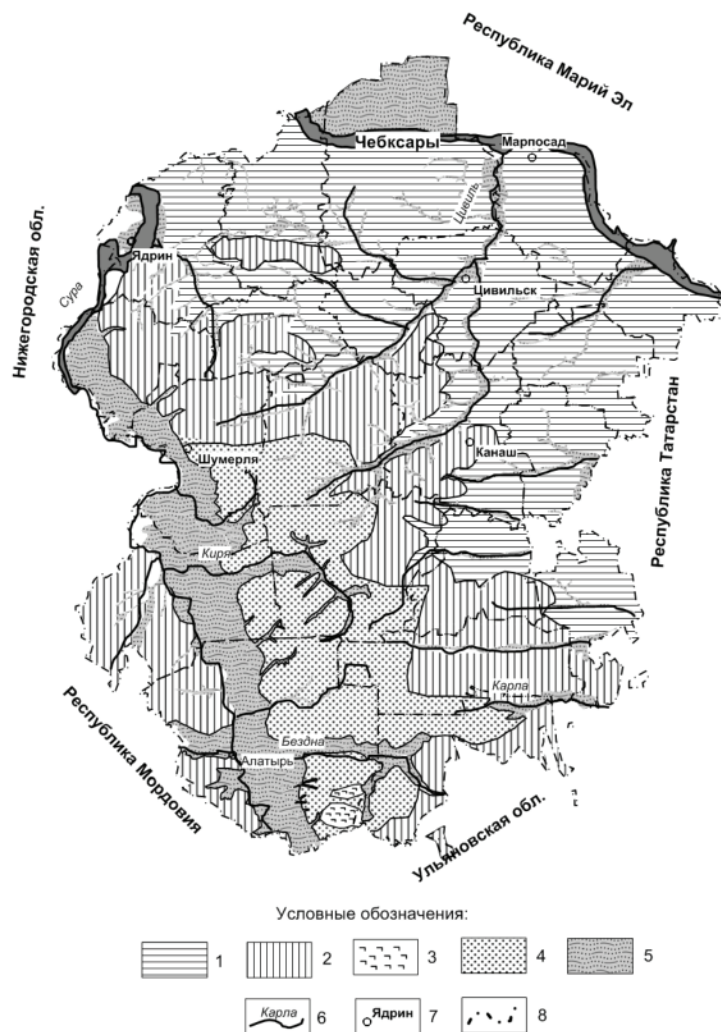 Республика Марий Эл
Чебксары
Марпосад
Цивиль
Нижегородская обл.
Ядрин
Сура
Цивильск
Республика Татарстан
Канаш
Шумерля
Киря
Карла
Республика Мордовия
Бездна
Алатырь
Ульяновская обл.
Условные обозначения:
1 2 3 4 5
Карла 6 Ядрин 7 8